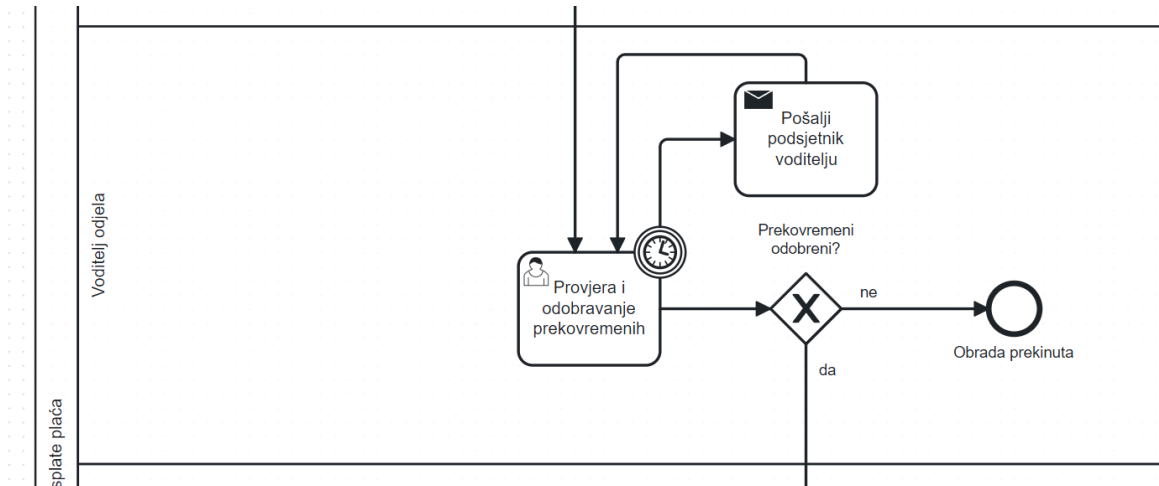 Voditelj odjela
splate plaća
Pošalji
podsjetnik
voditelju
Prekovremeni
odobreni?
Provjera i
odobravanje
prekovremenih
ne
da
Obrada prekinuta